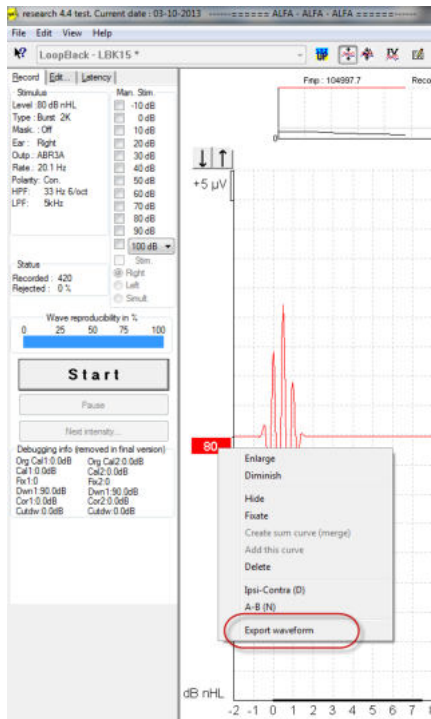 research 4.4 test. Current date : 03-10-2013 ------====== ALFA - ALFA - ALFA ======------
File Edit View Help
LoopBack - LBK15 *
Record Edit... Latency
Stimulus
Level :80 dB nHL
Type :Burst 2K
Mask. : Off
Ear : Right
Outp.: ABR3A
Rate.: 20.1 Hz
Polarity: Con.
HPF: 33 Hz 6/oct
LPF: 5kHz
Man. Stim.
-10 dB
0 dB
10 dB
20 dB
30 dB
40 dB
50 dB
60 dB
70 dB
80 dB
90 dB
100 dB
Stim.
Right
Left
Simult.
Status
Recorded : 420
Rejected : 0 %
Wave reproducibility in %
0 25 50 75 100
Start
Pause
Next intensity...
Debugging info (removed in final version)
Org Cal1:0.0dB Org Cal2:0.0dB
Cal1:0.0dB Cal2:0.0dB
Fix1:0 Fix2:0
Dwn1:90.0dB Dwn2:90.0dB
Cor1:0.0dB Cor2:0.0dB
Cutdw:0.0dB Cutdw:0.0dB
Fmp : 104997.7
0
+5 µV
80
Enlarge
Diminish
Hide
Fixate
Create sum curve (merge)
Add this curve
Delete
Ipsi-Contra (D)
A-B (N)
Export waveform
dB nHL
-2 -1 0 1 2 3 4 5 6 7